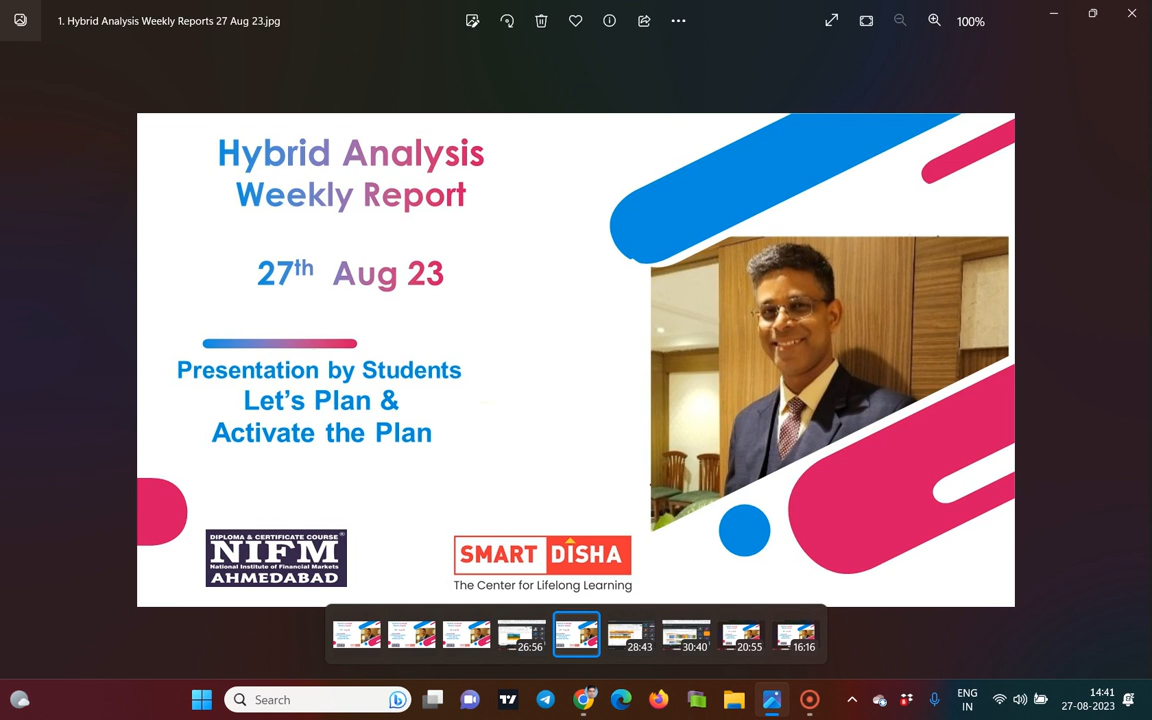 1. Hybrid Analysis Weekly Reports 27 Aug 23.jpg
100%
Hybrid Analysis
Weekly Report
27th Aug 23
Presentation by Students
Let's Plan &
Activate the Plan
DIPLOMA & CERTIFICATE COURSE
NIFM
National Institute of Financial Markets
AHMEDABAD
SMART DISHA
The Center for Lifelong Learning
26:56
28:43
30:40
20:55
16:16
Search
ENG
IN
14:41
27-08-2023